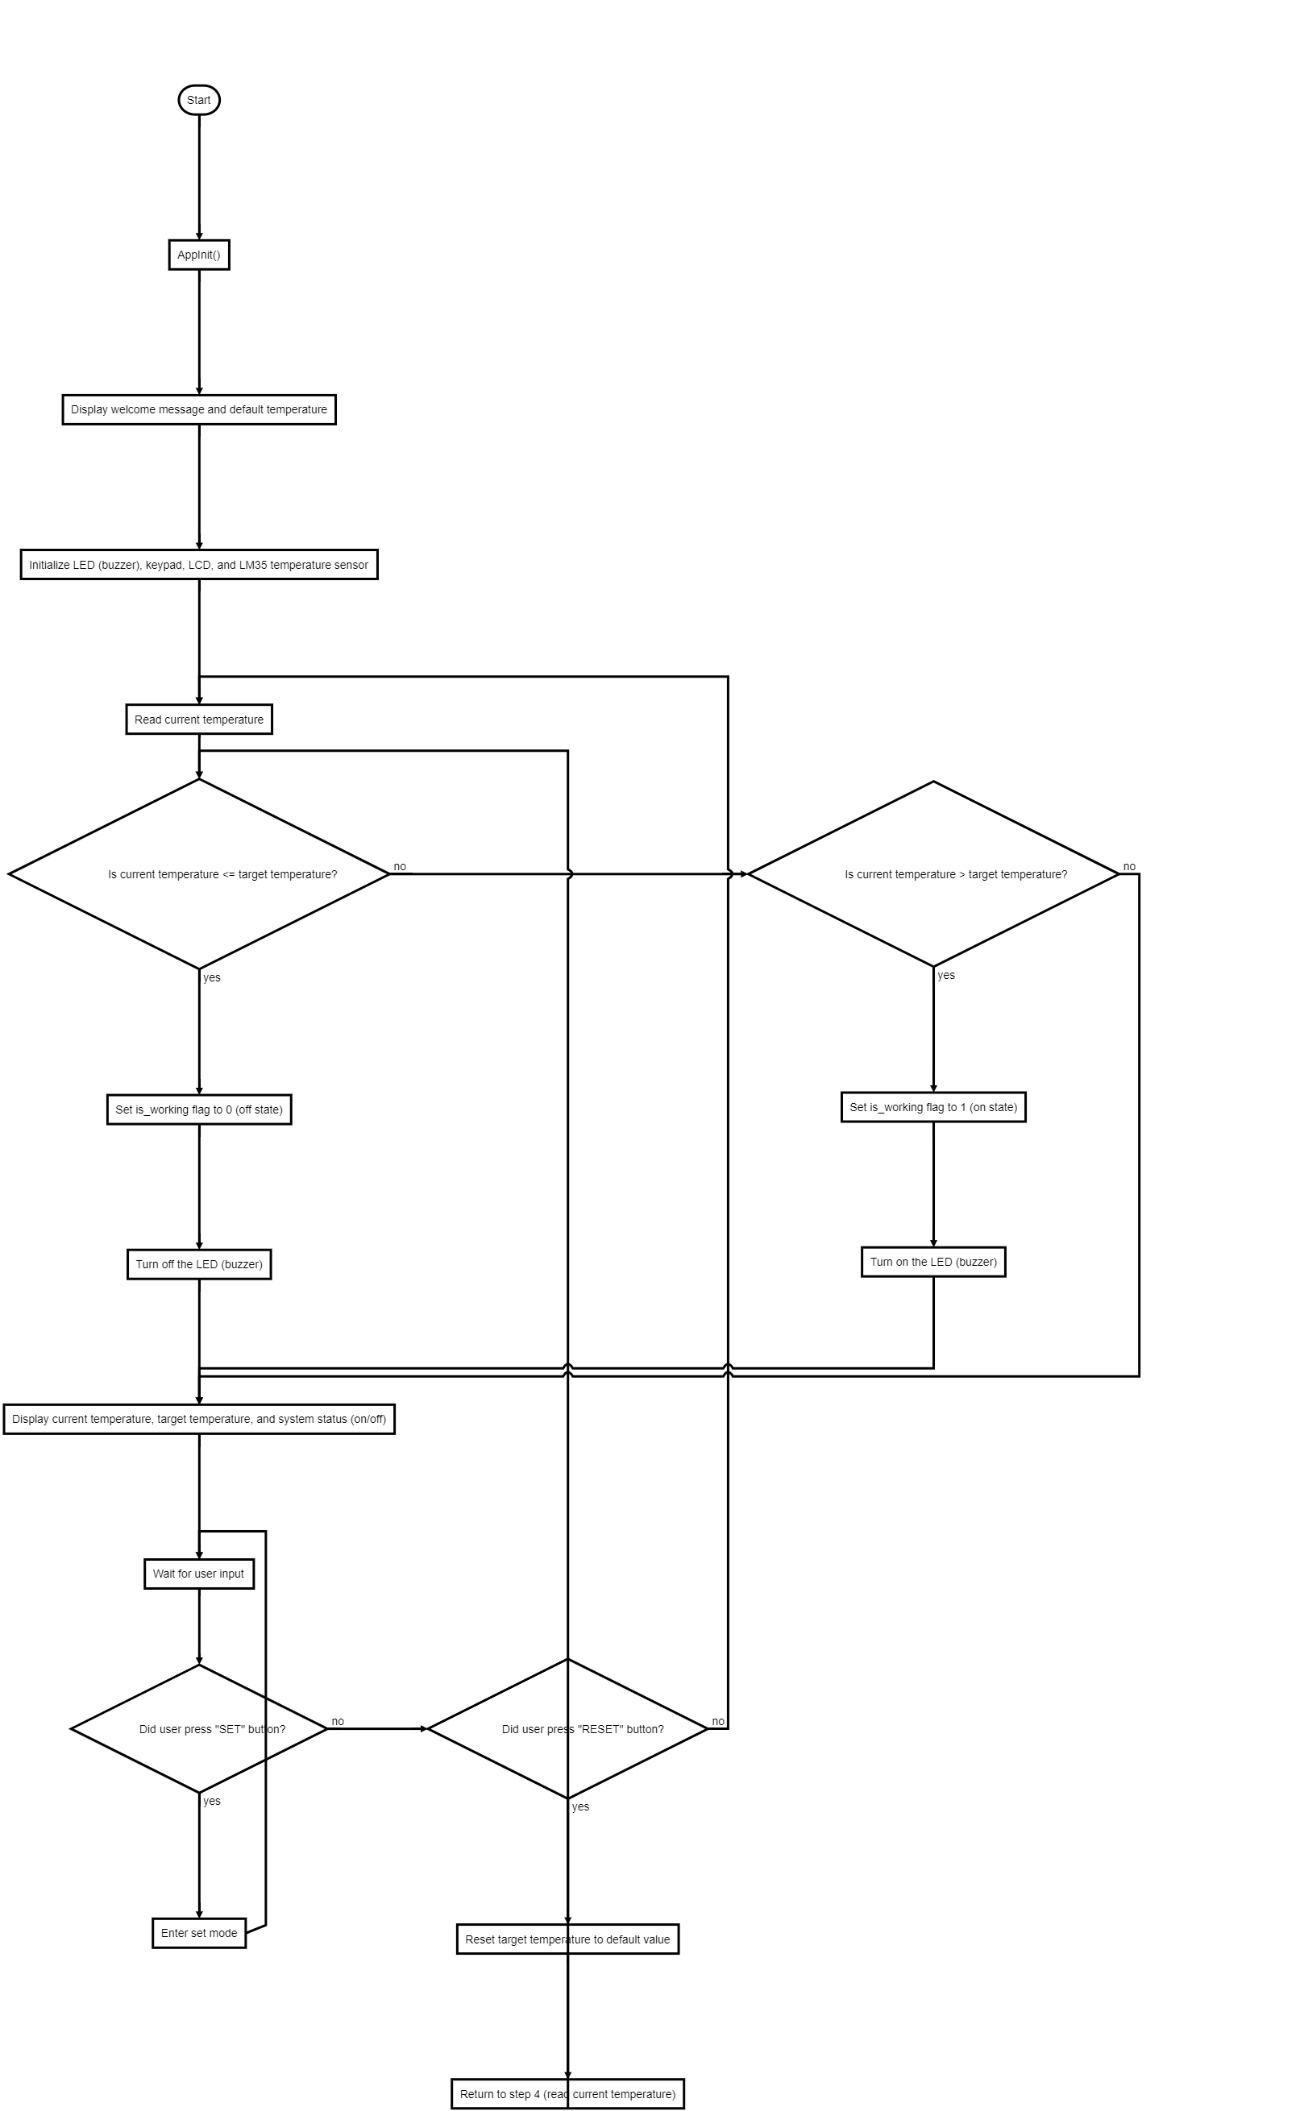 Start
AppInit()
Display welcome message and default temperature
Initialize LED (buzzer), keypad, LCD, and LM35 temperature sensor
Read current temperature
Is current temperature <= target temperature?
no
Is current temperature > target temperature?
no
yes
yes
Set is_working flag to 0 (off state)
Set is_working flag to 1 (on state)
Turn off the LED (buzzer)
Turn on the LED (buzzer)
Display current temperature, target temperature, and system status (on/off)
Wait for user input
Did user press "SET" button?
no
Did user press "RESET" button?
no
yes
yes
Enter set mode
Reset target temperature to default value
Return to step 4 (read current temperature)